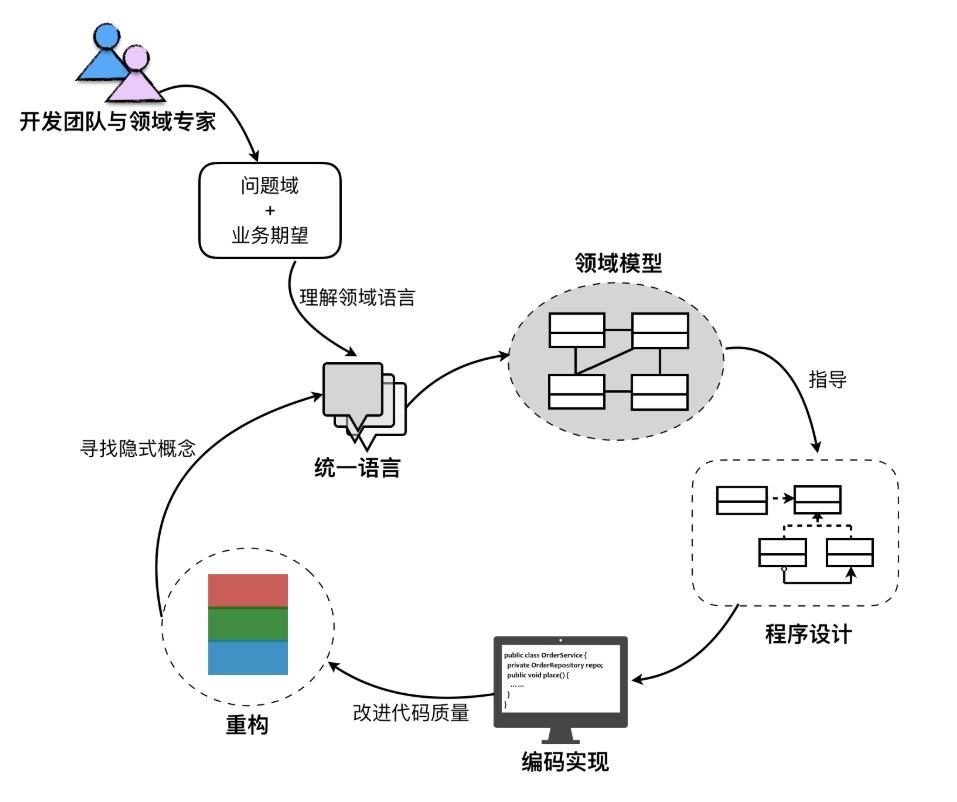 开发团队与领域专家
问题域
+
业务期望
理解领域语言
领域模型
指导
寻找隐式概念
统一语言
程序设计
public class OrderService {
private OrderRepository repo;
public void place() {
......
}
}
改进代码质量
重构
编码实现